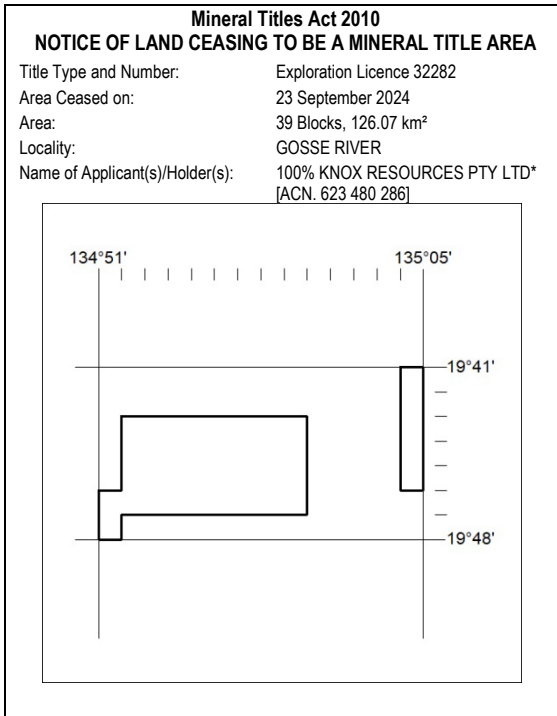 Mineral Titles Act 2010
NOTICE OF LAND CEASING TO BE A MINERAL TITLE AREA
Title Type and Number: Exploration Licence 32282
Area Ceased on: 23 September 2024
Area: 39 Blocks, 126.07 km²
Locality: GOSSE RIVER
Name of Applicant(s)/Holder(s): 100% KNOX RESOURCES PTY LTD*
[ACN. 623 480 286]
134°51' 135°05'
19°41'
19°48'